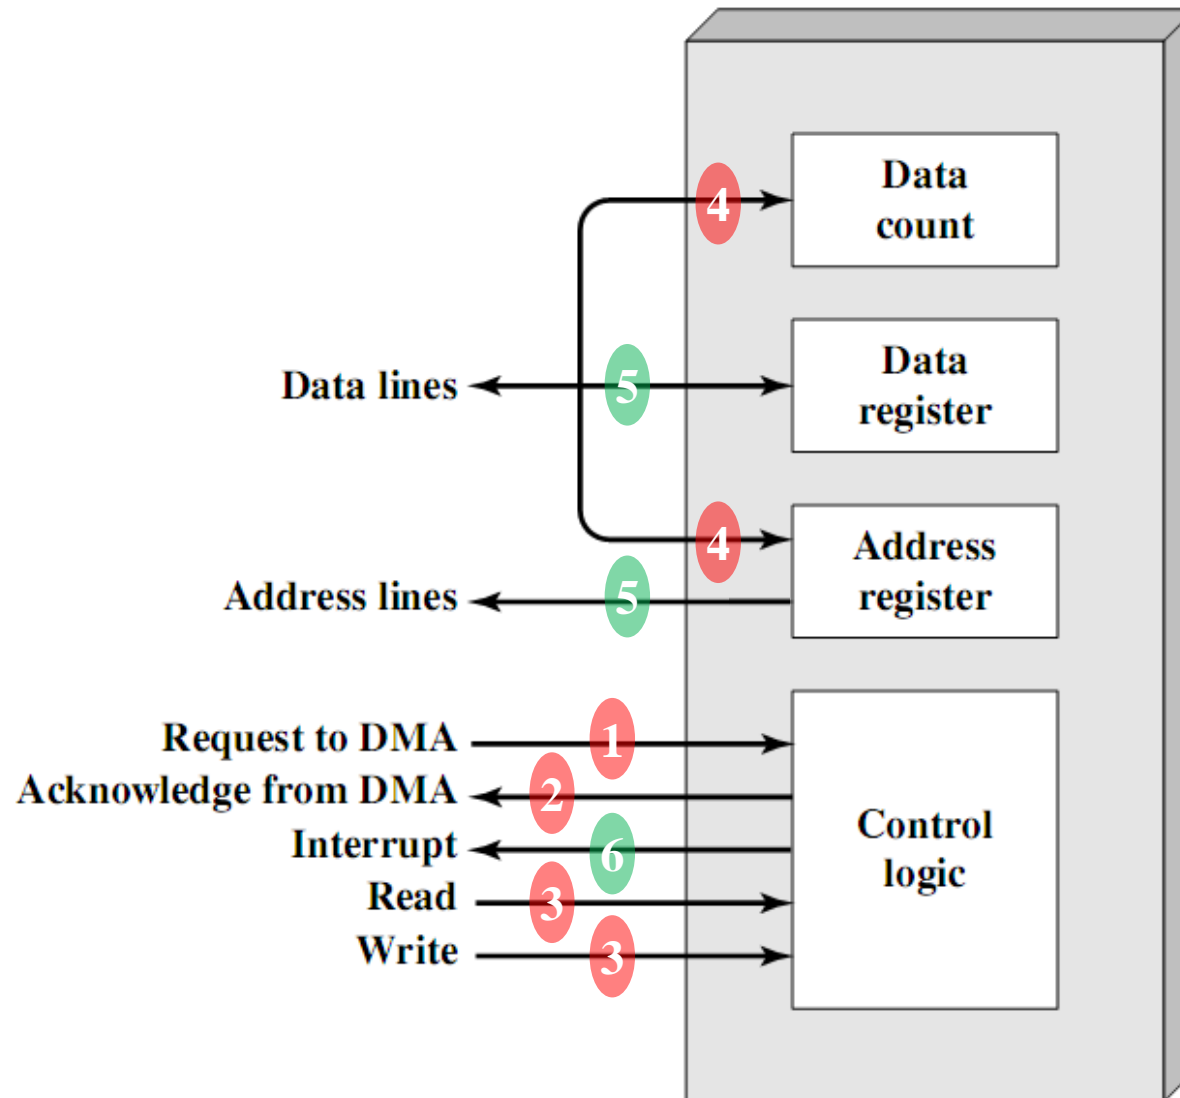 Data
count
4
Data lines
5
Data
register
4
Address
register
Address lines
5
Request to DMA
1
Acknowledge from DMA
2
Interrupt
6
Read
3
Write
3
Control
logic